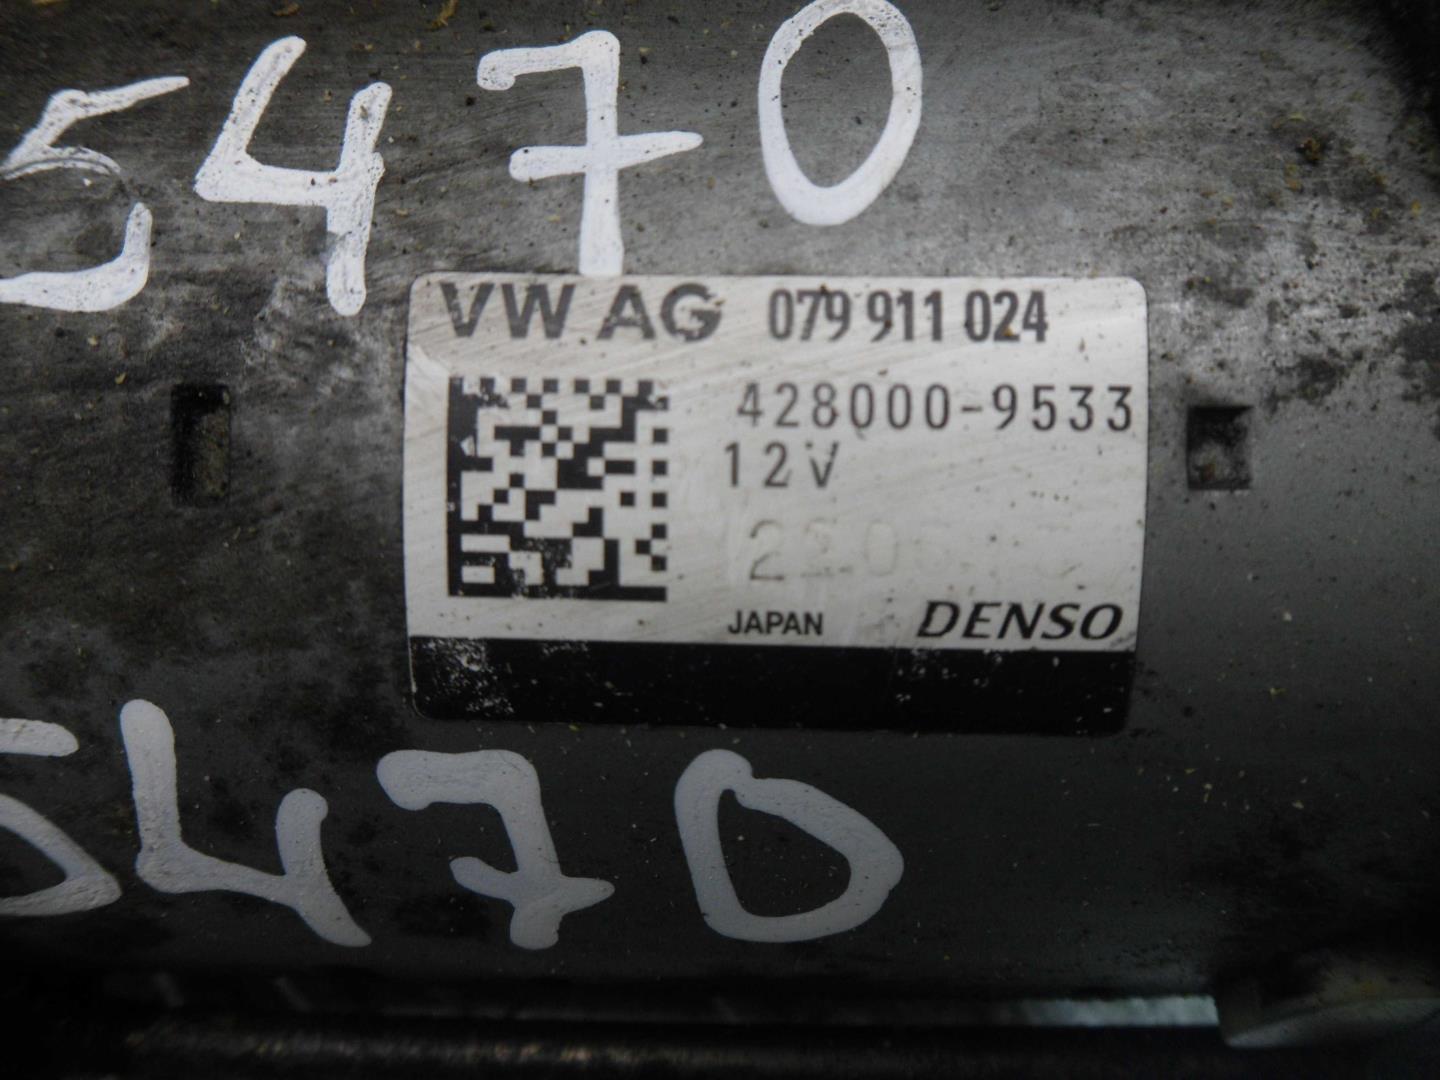 5470
VW AG 079 911 024
428000-9533
12V
JAPAN DENSO
5470